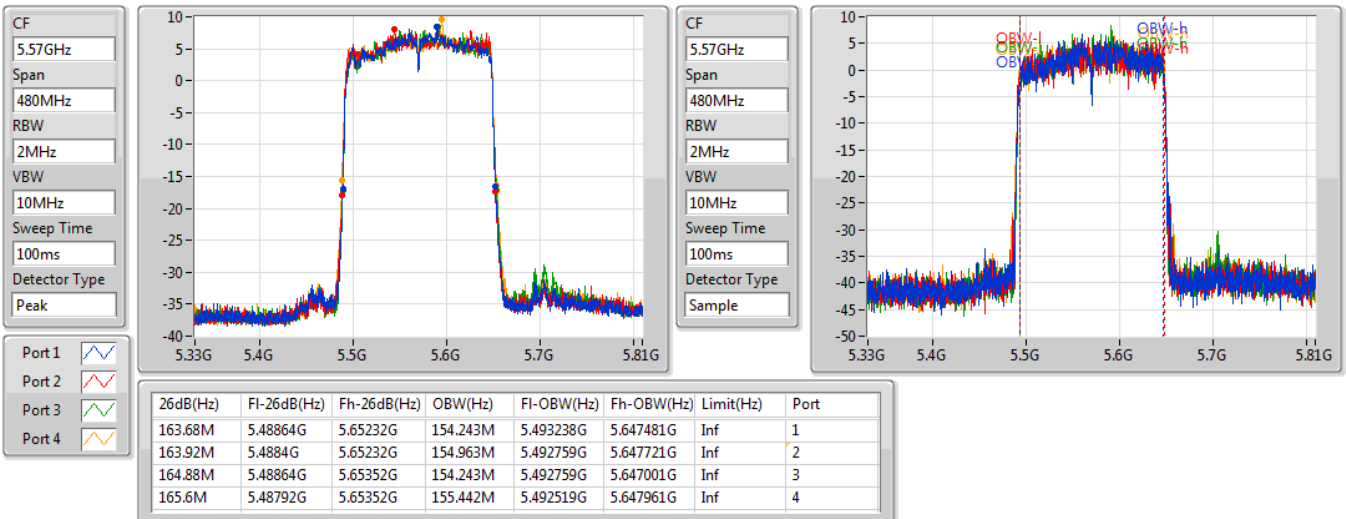 CF
5.57GHz
Span
480MHz
RBW
2MHz
VBW
10MHz
Sweep Time
100ms
Detector Type
Peak
10
5
0
-5
-10
-15
-20
-25
-30
-35
-40
5.33G 5.4G 5.5G 5.6G 5.7G 5.81G
CF
5.57GHz
Span
480MHz
RBW
2MHz
VBW
10MHz
Sweep Time
100ms
Detector Type
Sample
10
5
0
-5
-10
-15
-20
-25
-30
-35
-40
-45
-50
OBW-l OBW-h
5.33G 5.4G 5.5G 5.6G 5.7G 5.81G
Port 1
Port 2
Port 3
Port 4
26dB(Hz) Fl-26dB(Hz) Fh-26dB(Hz) OBW(Hz) Fl-OBW(Hz) Fh-OBW(Hz) Limit(Hz) Port
163.68M 5.48864G 5.65232G 154.243M 5.493238G 5.647481G Inf 1
163.92M 5.4884G 5.65232G 154.963M 5.492759G 5.647721G Inf 2
164.88M 5.48864G 5.65352G 154.243M 5.492759G 5.647001G Inf 3
165.6M 5.48792G 5.65352G 155.442M 5.492519G 5.647961G Inf 4